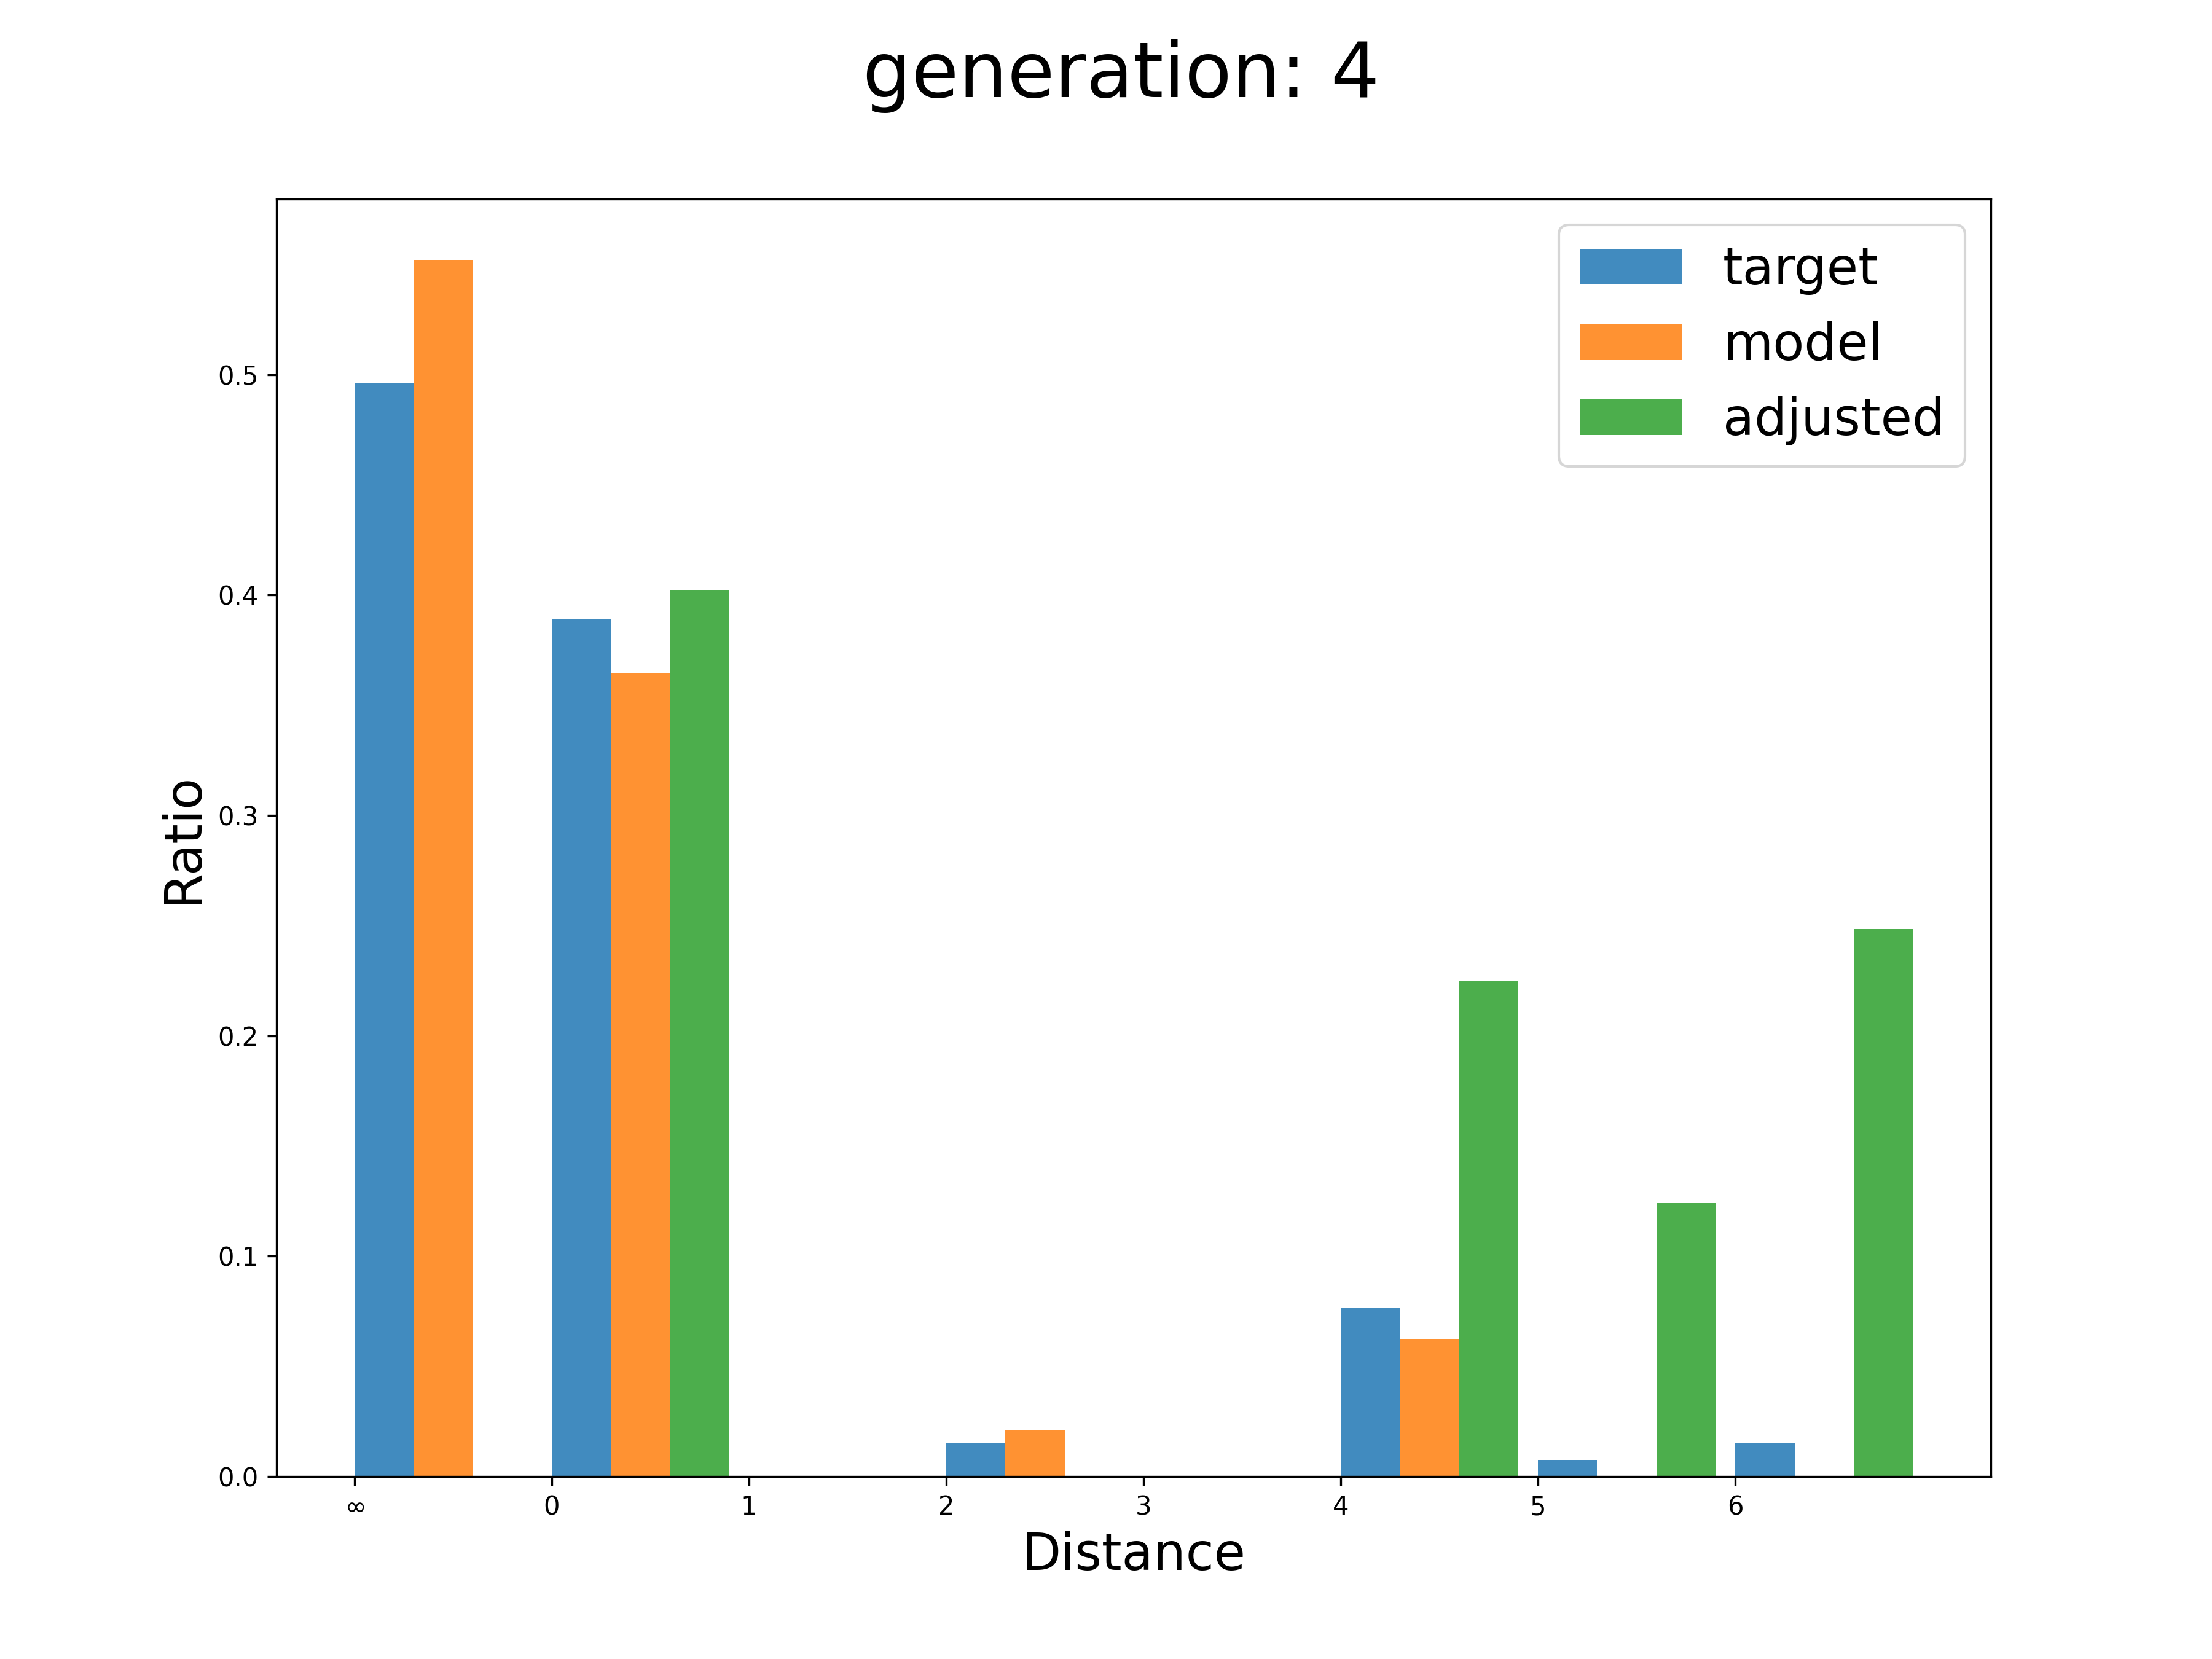 generation: 4
target
model
adjusted
Ratio
0.5
0.4
0.3
0.2
0.1
0.0
∞ 0 1 2 3 4 5 6
Distance